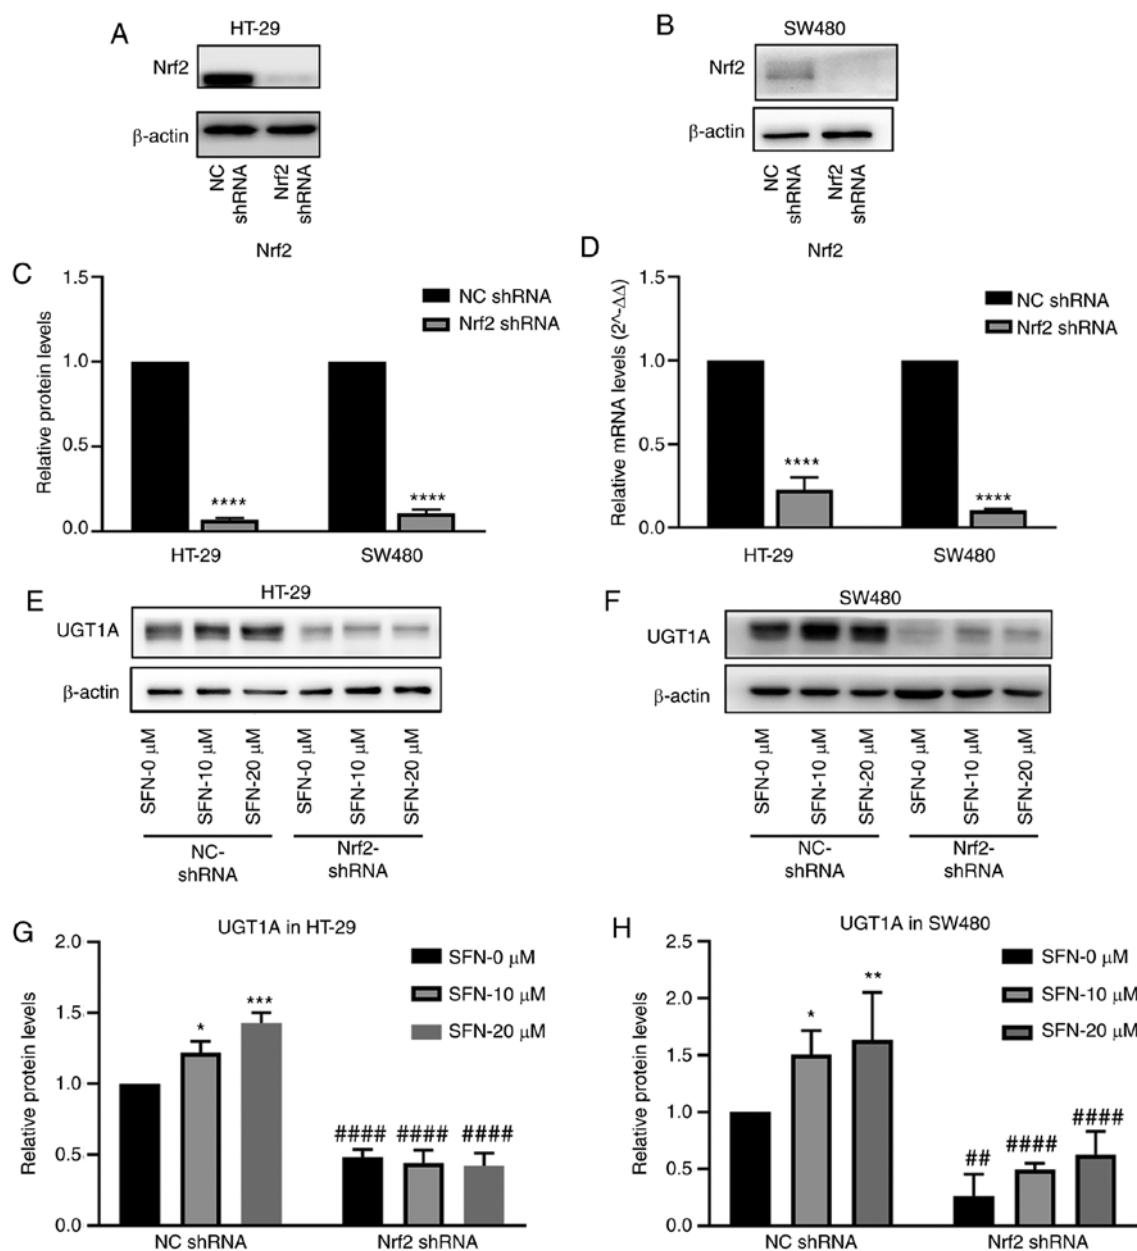 A
HT-29
Nrf2
β-actin
NC
shRNA
Nrf2
shRNA
B
SW480
Nrf2
β-actin
NC
shRNA
Nrf2
shRNA
C
Nrf2
Relative protein levels
1.5
1.0
0.5
0.0
NC shRNA
Nrf2 shRNA
****
****
HT-29
SW480
D
Nrf2
Relative mRNA levels (2^-ΔΔ)
1.5
1.0
0.5
0.0
NC shRNA
Nrf2 shRNA
****
****
HT-29
SW480
E
HT-29
UGT1A
β-actin
SFN-0 μM
SFN-10 μM
SFN-20 μM
SFN-0 μM
SFN-10 μM
SFN-20 μM
NC-
shRNA
Nrf2-
shRNA
F
SW480
UGT1A
β-actin
SFN-0 μM
SFN-10 μM
SFN-20 μM
SFN-0 μM
SFN-10 μM
SFN-20 μM
NC-
shRNA
Nrf2-
shRNA
G
UGT1A in HT-29
Relative protein levels
2.0
1.5
1.0
0.5
0.0
SFN-0 μM
SFN-10 μM
SFN-20 μM
*
***
####
####
####
NC shRNA
Nrf2 shRNA
H
UGT1A in SW480
Relative protein levels
2.5
2.0
1.5
1.0
0.5
0.0
SFN-0 μM
SFN-10 μM
SFN-20 μM
*
**
##
####
####
NC shRNA
Nrf2 shRNA